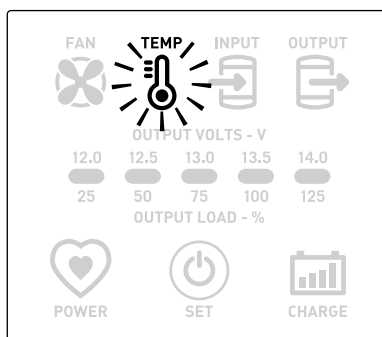 FAN TEMP INPUT OUTPUT
OUTPUT VOLTS - V
12.0 12.5 13.0 13.5 14.0
25 50 75 100 125
OUTPUT LOAD - %
POWER SET CHARGE